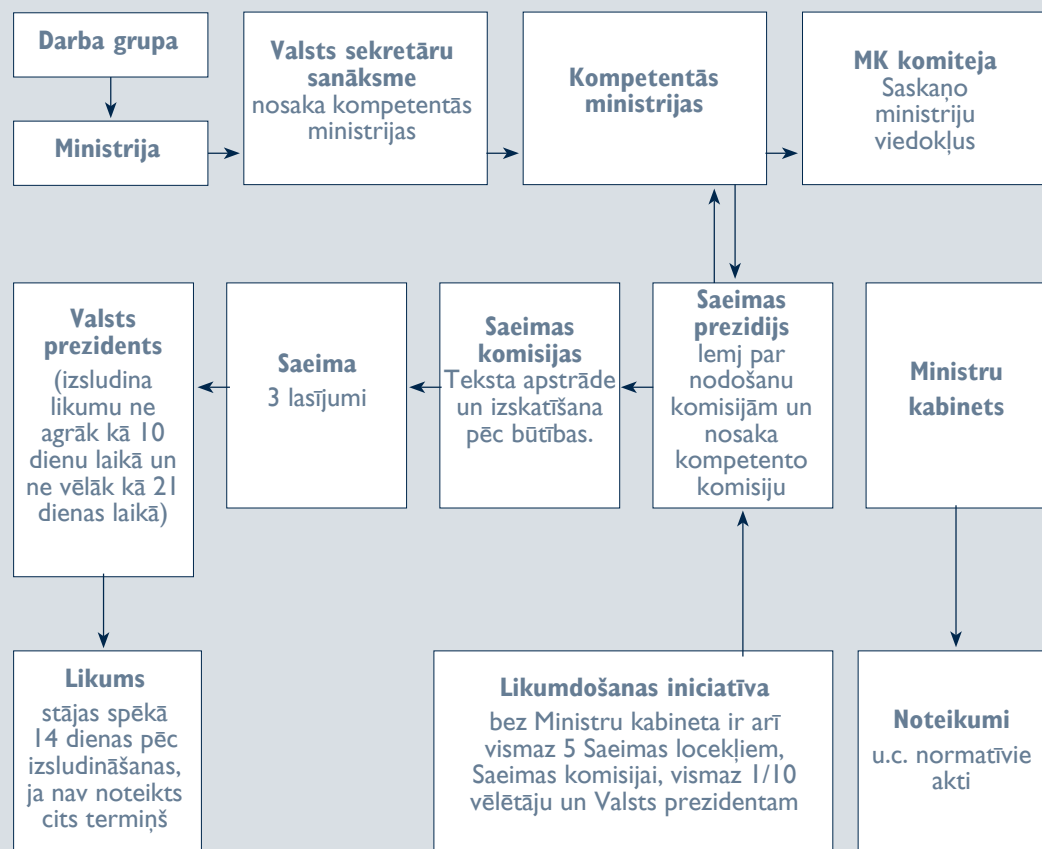 Darba grupa
Ministrija
Valsts sekretāru
sanāksme
nosaka kompetentās
ministrijas
Kompetentās
ministrijas
MK komiteja
Saskaņo
ministriju
viedokļus
Valsts
prezidents
(izsludina
likumu ne
agrāk kā 10
dienu laikā un
ne vēlāk kā 21
dienas laikā)
Saeima
3 lasījumi
Saeimas
komisijas
Teksta apstrāde
un izskatīšana
pēc būtības.
Saeimas
prezidijs
lemj par
nodošanu
komisijām un
nosaka
kompetento
komisiju
Ministru
kabinets
Likums
stājas spēkā
14 dienas pēc
izsludināšanas,
ja nav noteikts
cits termiņš
Likumdošanas iniciatīva
bez Ministru kabineta ir arī
vismaz 5 Saeimas locekļiem,
Saeimas komisijai, vismaz 1/10
vēlētāju un Valsts prezidentam
Noteikumi
u.c. normatīvie
akti